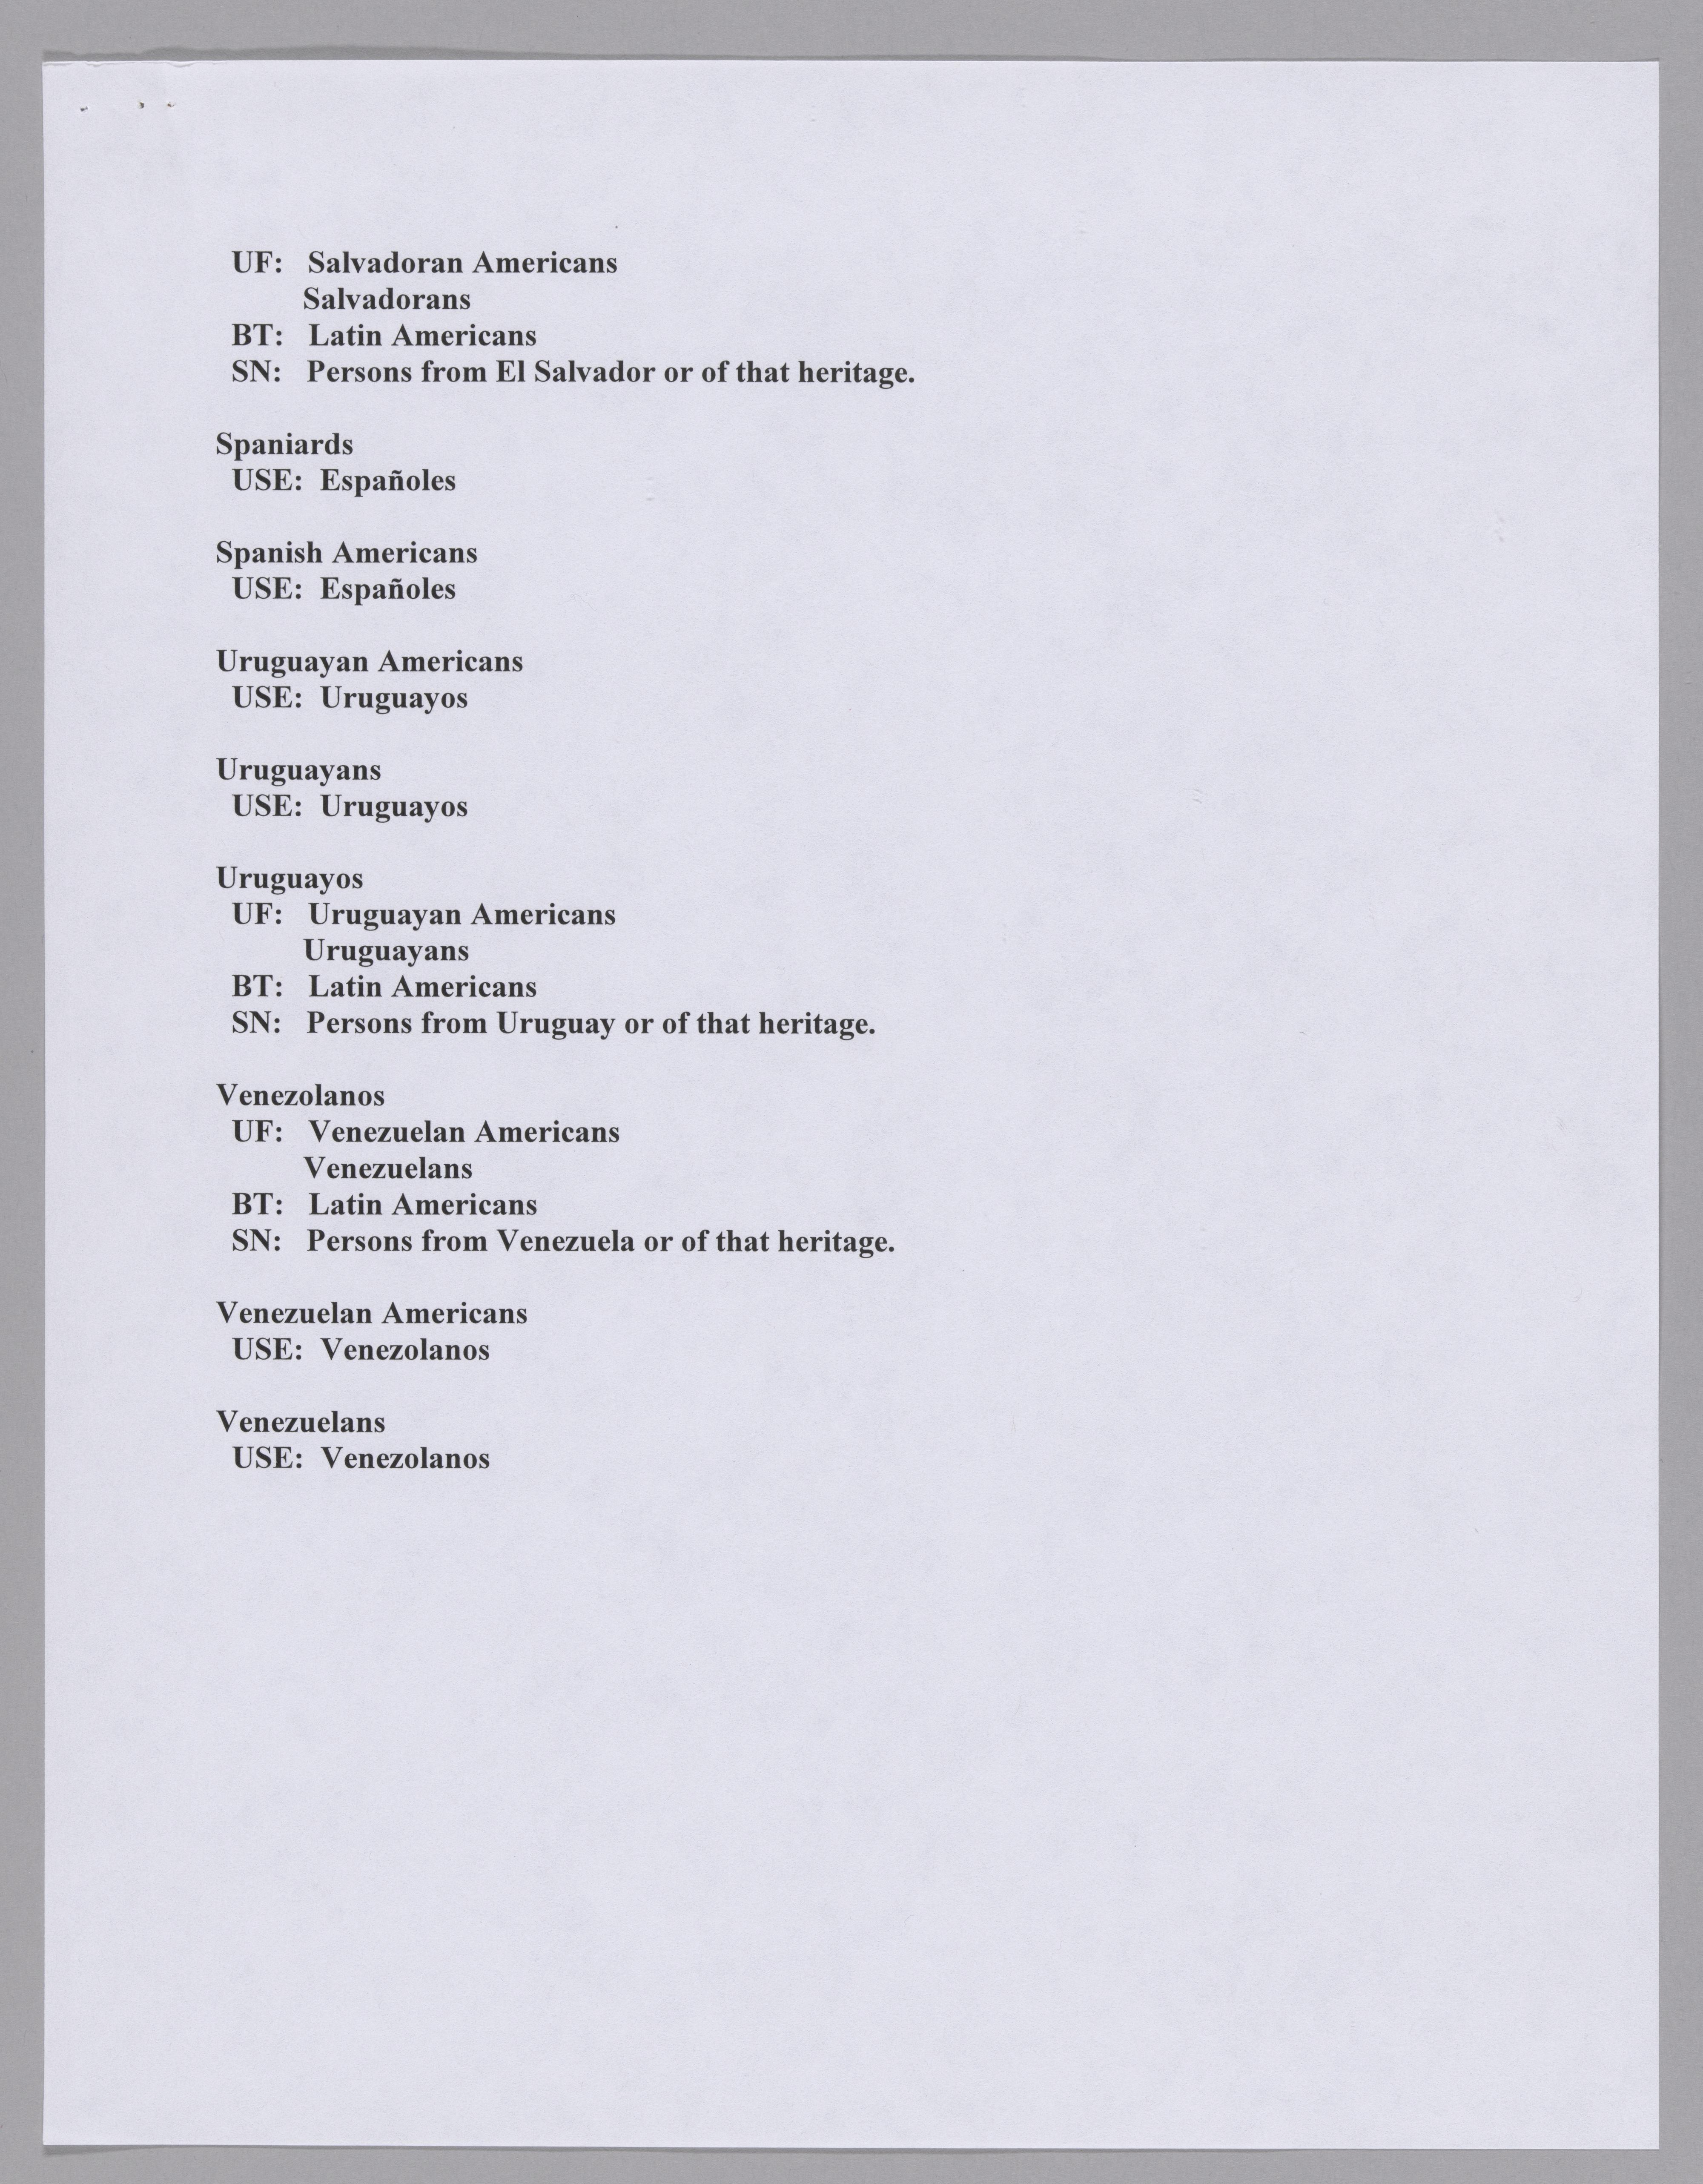 UF: Salvadoran Americans
Salvadorans
BT: Latin Americans
SN: Persons from El Salvador or of that heritage.
Spaniards
USE: Españoles
Spanish Americans
USE: Españoles
Uruguayan Americans
USE: Uruguayos
Uruguayans
USE: Uruguayos
Uruguayos
UF: Uruguayan Americans
Uruguayans
BT: Latin Americans
SN: Persons from Uruguay or of that heritage.
Venezolanos
UF: Venezuelan Americans
Venezuelans
BT: Latin Americans
SN: Persons from Venezuela or of that heritage.
Venezuelan Americans
USE: Venezolanos
Venezuelans
USE: Venezolanos